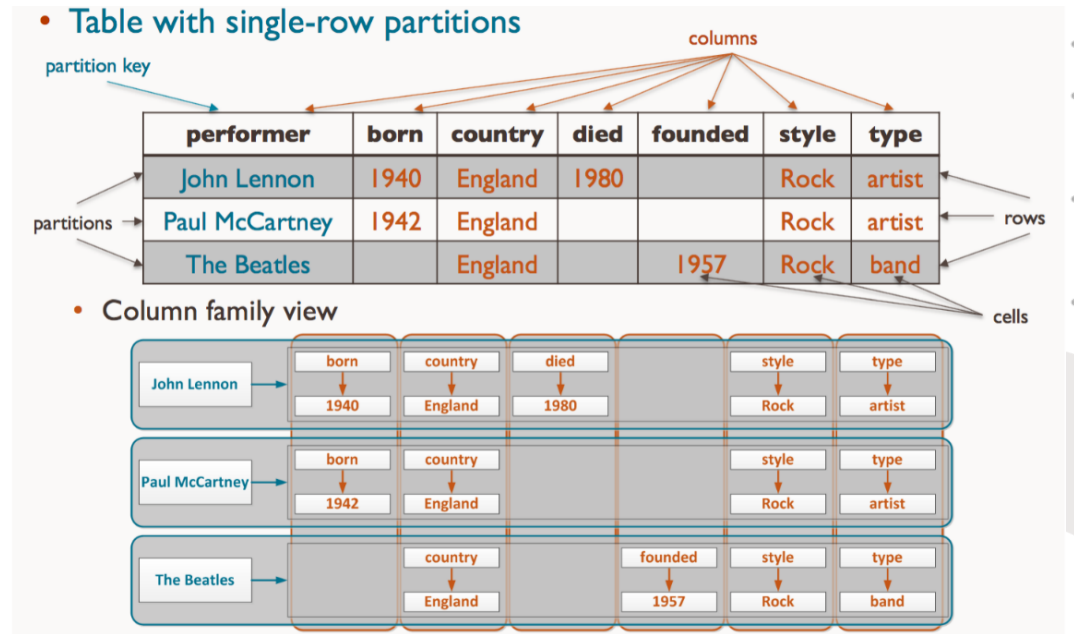 • Table with single-row partitions
columns
partition key
performer born country died founded style type
John Lennon 1940 England 1980 Rock artist
partitions Paul McCartney 1942 England Rock artist rows
The Beatles England 1957 Rock band
• Column family view
cells
born country died style type
John Lennon
1940 England 1980 Rock artist
born country style type
Paul McCartney
1942 England Rock artist
country founded style type
The Beatles
England 1957 Rock band